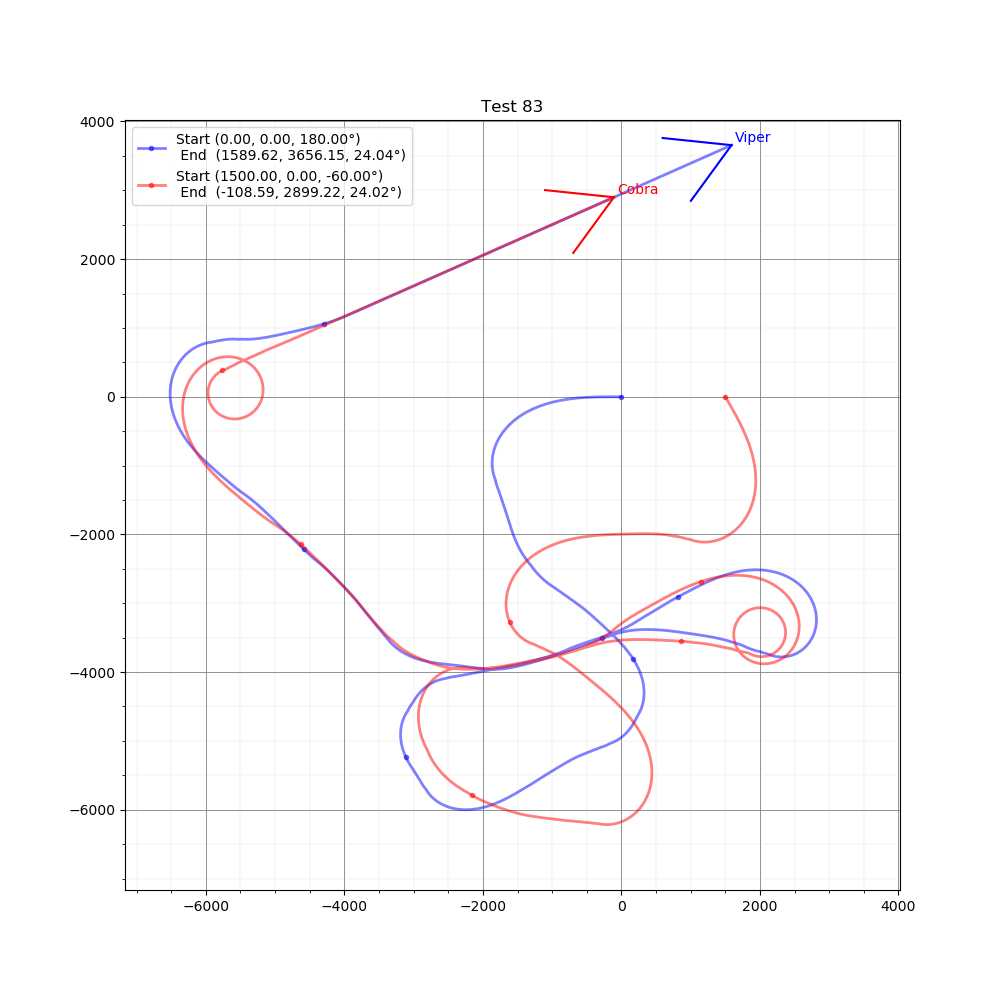 Test 83
Start (0.00, 0.00, 180.00°)
End (1589.62, 3656.15, 24.04°)
Start (1500.00, 0.00, -60.00°)
End (-108.59, 2899.22, 24.02°)
Viper
Cobra
4000
2000
0
−2000
−4000
−6000
−6000 −4000 −2000 0 2000 4000